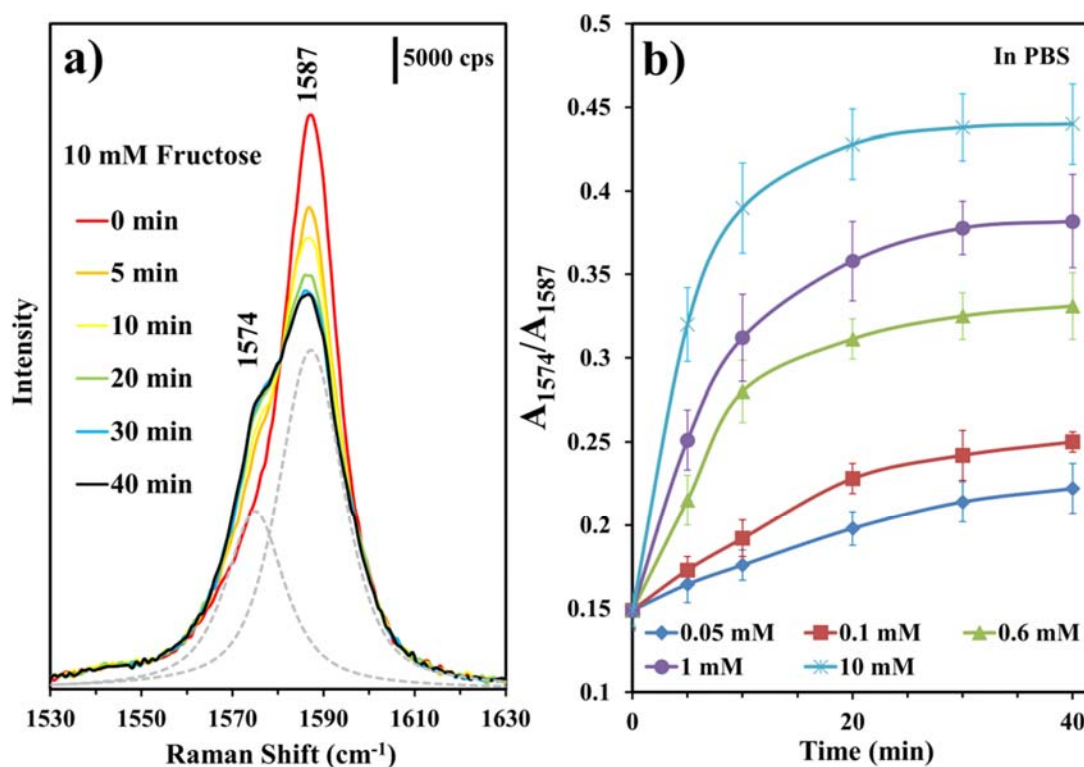 a)
5000 cps
1587
10 mM Fructose
0 min
5 min
10 min
1574
20 min
30 min
40 min
Intensity
1530 1550 1570 1590 1610 1630
Raman Shift (cm-1)
b)
In PBS
0.5
0.45
0.4
0.35
0.3
0.25
0.2
0.15
0.1
A1574/A1587
0.05 mM 0.1 mM 0.6 mM
1 mM 10 mM
0 20 40
Time (min)